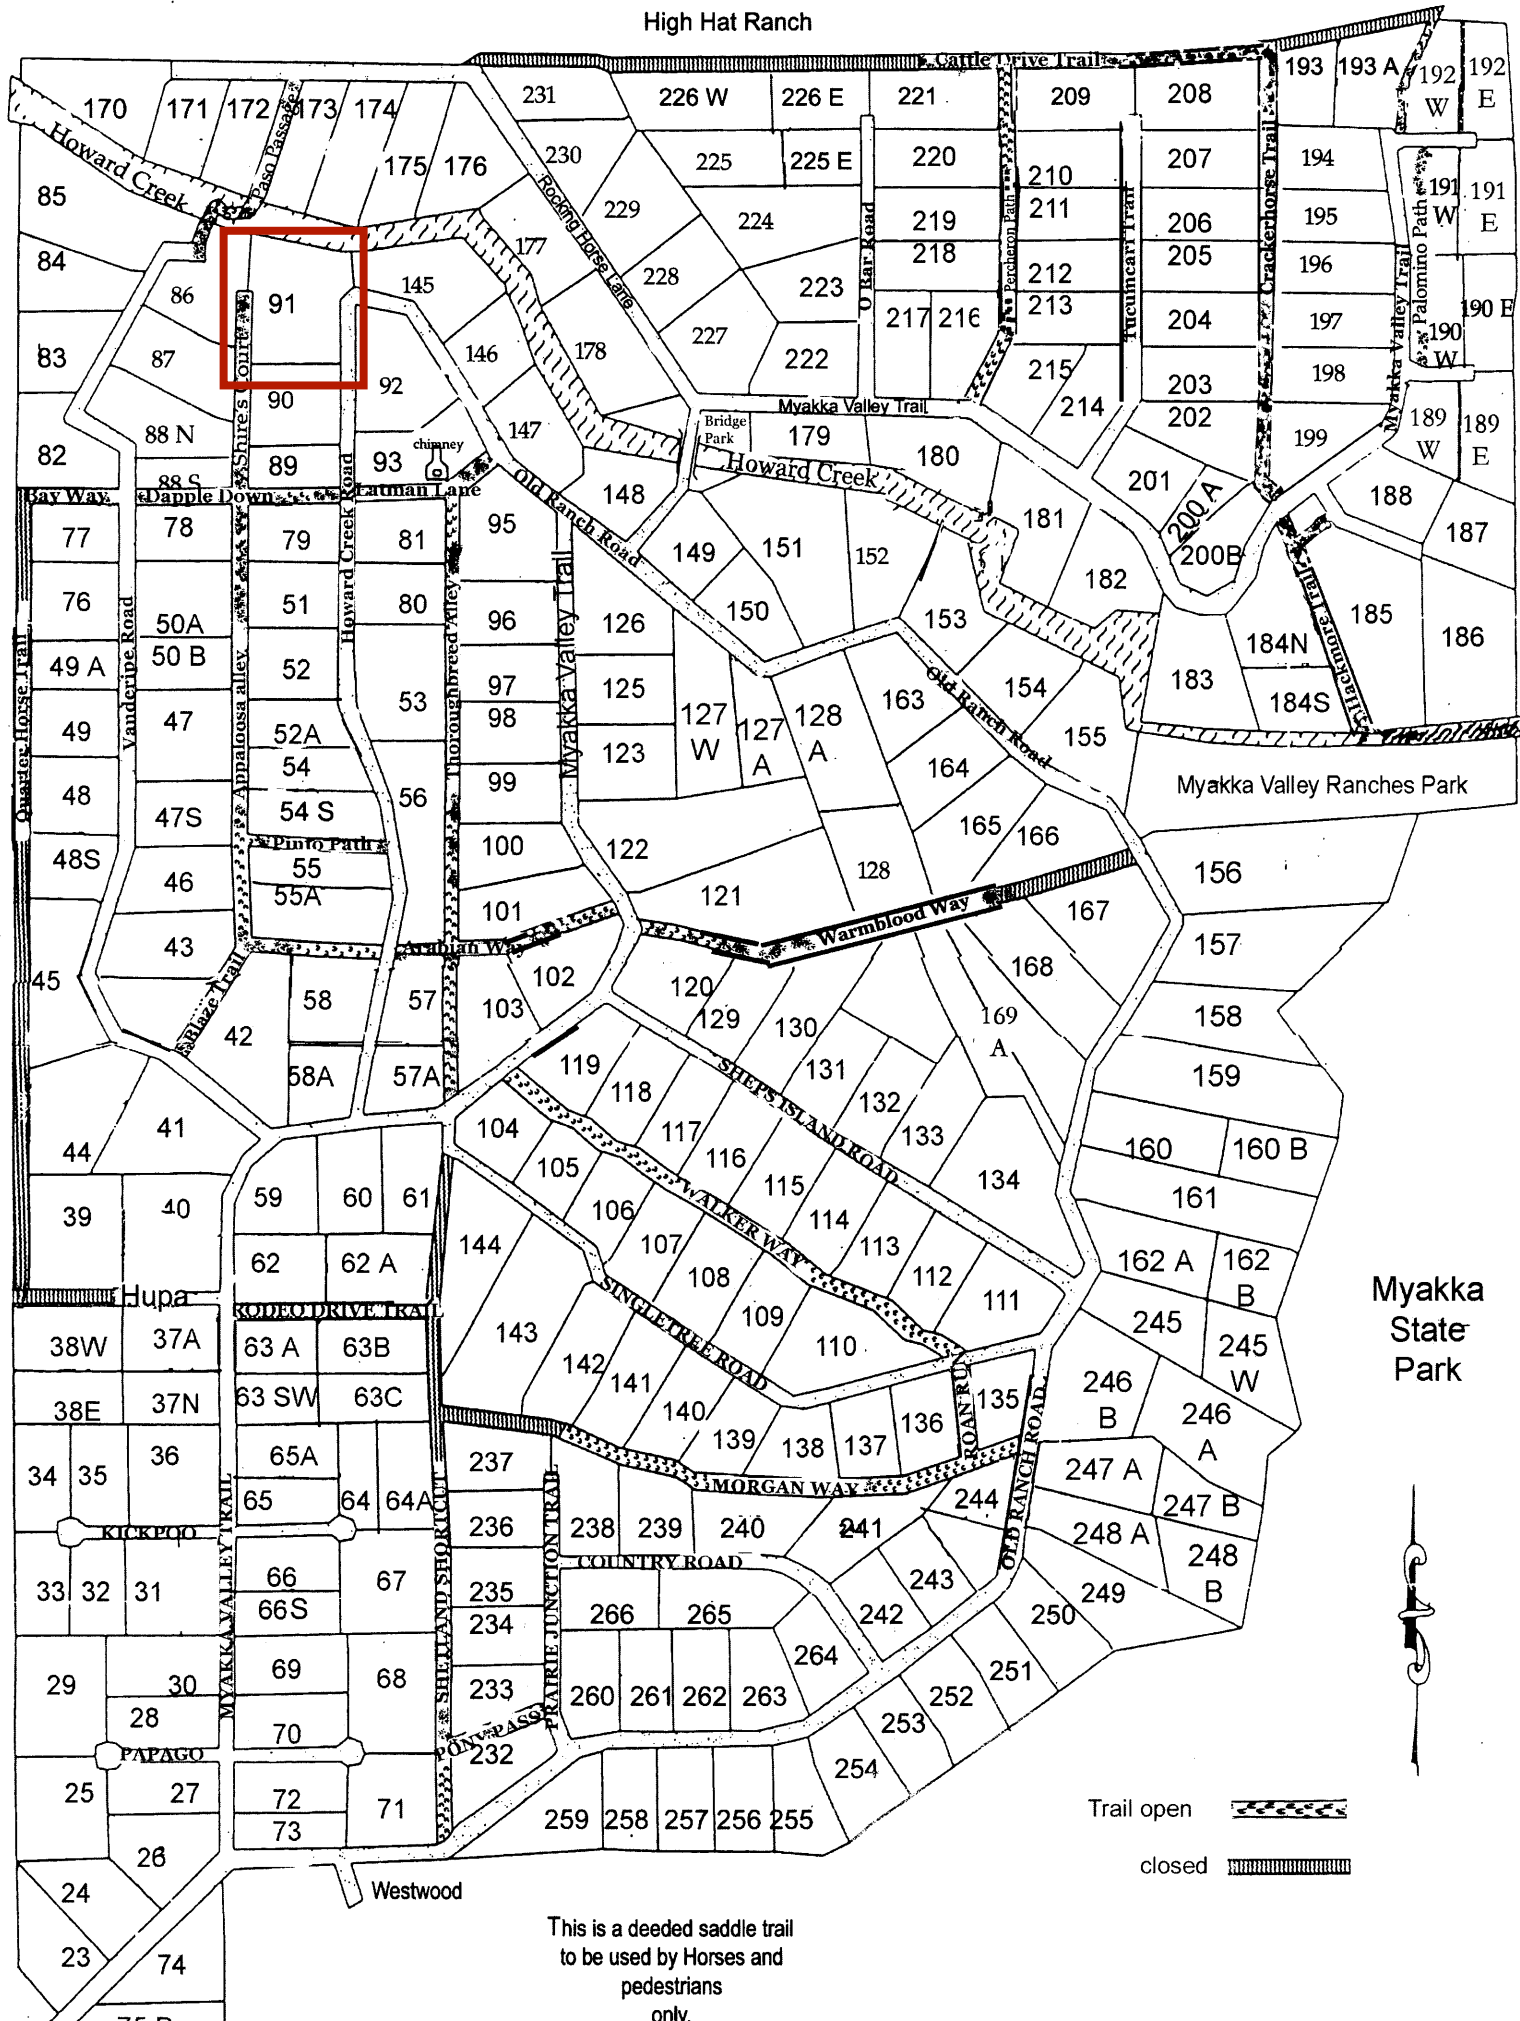 High Hat Ranch
Cattle Drive Trail
193
193 A
192
W
192
E
170
171
172
Paso Passage
173
174
231
226 W
226 E
221
209
208
Howard Creek
175
176
230
225
225 E
220
210
207
194
85
Rocking Horse Lane
229
224
219
211
206
195
191
W
191
E
O Bar Road
Percheron Path
Tucumcari Trail
Crackerhorse Trail
Myakka Valley Trail
Palomino Path
84
86
91
145
177
228
223
218
212
205
196
217
216
213
204
197
190
W
190 E
83
87
92
146
178
227
222
215
203
198
Shire's Court
90
Myakka Valley Trail
214
202
189
W
189
E
82
88 N
88 S
89
93
chimney
147
Bridge
Park
179
180
199
Howard Creek
201
200 A
200B
188
187
Bay Way
Dapple Down
Latman Lane
Old Ranch Road
148
181
77
78
79
81
95
149
151
152
182
76
50A
51
80
96
126
150
153
184N
185
186
Quarter Horse Trail
Vanderipe Road
Appaloosa alley
Howard Creek Road
Thoroughbreed Alley
Myakka Valley Trail
Hackmore Trail
49 A
50 B
52
53
97
125
163
154
183
184S
49
47
52A
98
123
127
W
127
A
128
A
Old Ranch Road
155
48
47S
54
54 S
56
99
164
Myakka Valley Ranches Park
48S
46
Pinto Path
55
55A
100
122
165
166
128
156
101
121
Warmblood Way
167
45
43
Arabian Way
157
Blaze Trail
42
58
57
102
103
120
129
130
168
169
A
158
58A
57A
119
118
SHEPS ISLAND ROAD
131
132
133
159
44
41
104
117
116
134
160
160 B
39
40
59
60
61
105
106
WALKER WAY
115
114
113
112
161
62
62 A
144
107
108
109
111
162 A
162
B
Hupa
RODEO DRIVE TRAIL
SINGLETREE ROAD
110
245
245
W
Myakka
State
Park
38W
37A
63 A
63B
143
142
141
38E
37N
63 SW
63C
140
139
138
137
136
ROAN RUN
135
OLD RANCH ROAD
246
B
246
A
34
35
36
65A
237
247 A
247 B
65
64
64A
MORGAN WAY
244
KICKPOO
236
238
239
240
241
248 A
248
B
COUNTRY ROAD
33
32
31
66
66S
67
235
234
266
265
242
243
249
250
MYAKKA VALLEY TRAIL
SHETLAND SHORTCUT
PRAIRIE JUNCTION TRAIL
29
30
69
68
233
260
261
262
263
264
251
252
28
70
PAPAGO
PONY PASS
232
253
254
25
27
72
71
73
259
258
257
256
255
Trail open
26
closed
24
Westwood
23
74
This is a deeded saddle trail
to be used by Horses and
pedestrians
only.